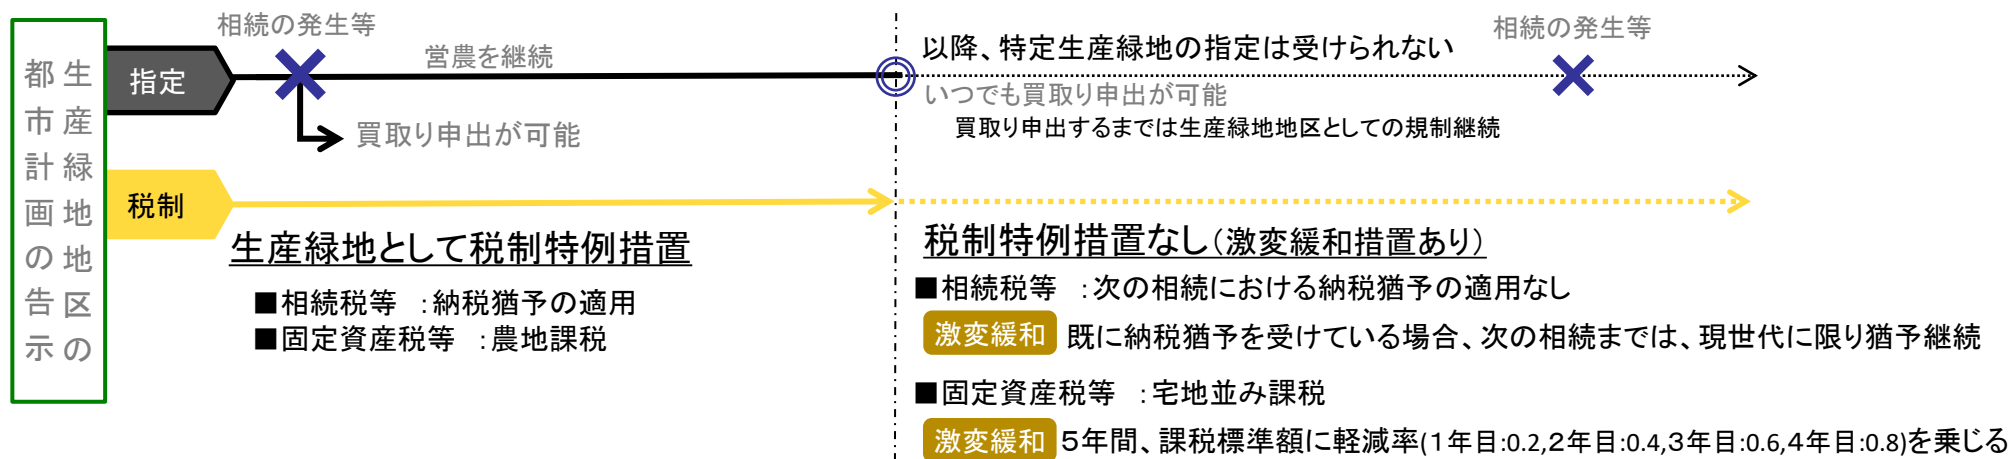 生産緑地地区の
都市計画の告示
指定
相続の発生等
営農を継続
買取り申出が可能
以降、特定生産緑地の指定は受けられない
相続の発生等
いつでも買取り申出が可能
買取り申出するまでは生産緑地地区としての規制継続
税制
生産緑地として税制特例措置
■相続税等 :納税猶予の適用
■固定資産税等 :農地課税
税制特例措置なし(激変緩和措置あり)
■相続税等 :次の相続における納税猶予の適用なし
激変緩和 既に納税猶予を受けている場合、次の相続までは、現世代に限り猶予継続
■固定資産税等 :宅地並み課税
激変緩和 5年間、課税標準額に軽減率(1年目:0.2,2年目:0.4,3年目:0.6,4年目:0.8)を乗じる